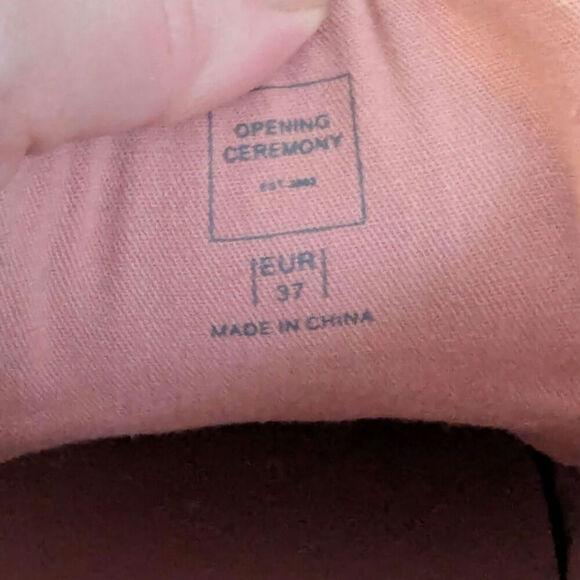 OPENING
CEREMONY
EST. 2002
EUR
37
MADE IN CHINA